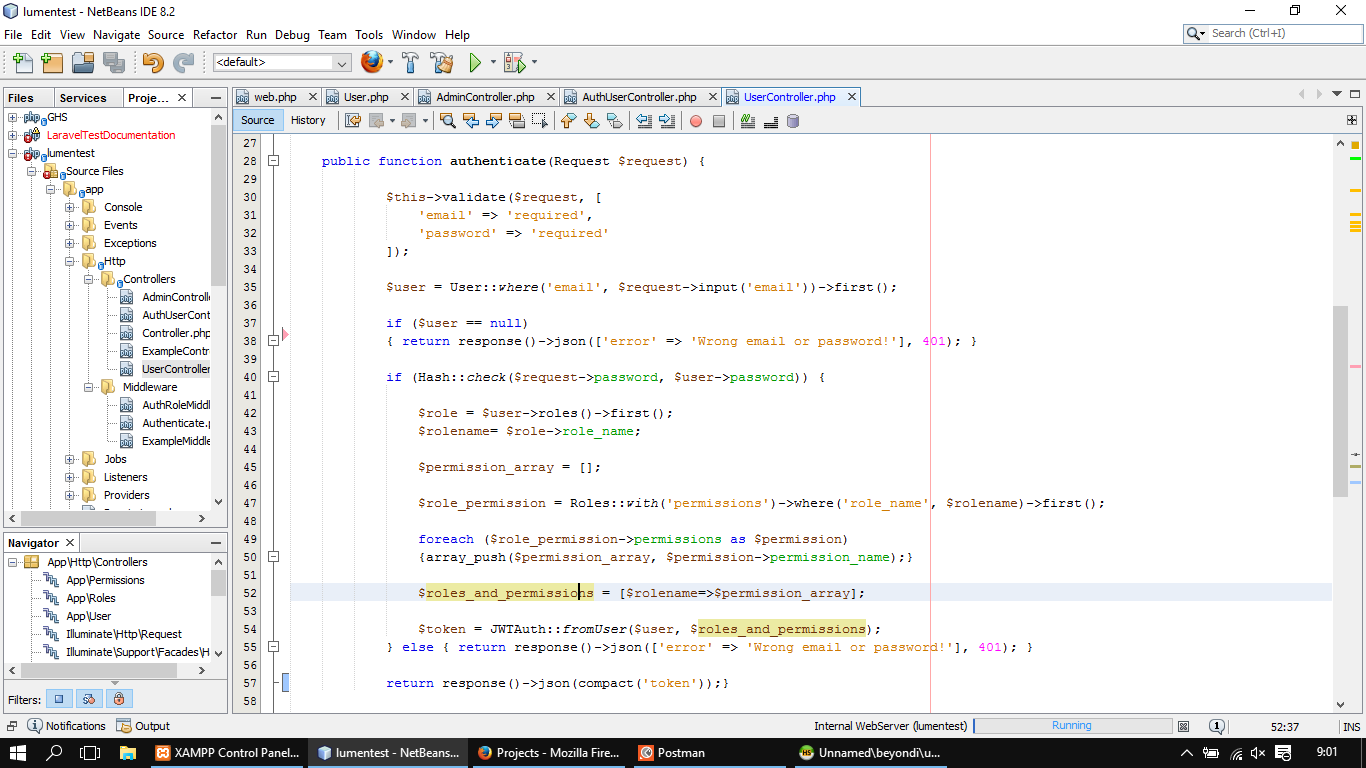 lumentest - NetBeans IDE 8.2
File Edit View Navigate Source Refactor Run Debug Team Tools Window Help
Search (Ctrl+I)
<default>
Files Services Proje...
web.php User.php AdminController.php AuthUserController.php UserController.php
Source History
GHS
LaravelTestDocumentation
lumentest
Source Files
app
Console
Events
Exceptions
Http
Controllers
AdminControlle
AuthUserCont
Controller.php
ExampleContr
UserController
Middleware
AuthRoleMiddl
Authenticate.p
ExampleMiddle
Jobs
Listeners
Providers
Navigator
App\Http\Controllers
App\Permissions
App\Roles
App\User
Illuminate\Http\Request
Illuminate\Support\Facades\H
Filters:
27
28 public function authenticate(Request $request) {
29
30 $this->validate($request, [
31 'email' => 'required',
32 'password' => 'required'
33 ]);
34
35 $user = User::where('email', $request->input('email'))->first();
36
37 if ($user == null)
38 { return response()->json(['error' => 'Wrong email or password!'], 401); }
39
40 if (Hash::check($request->password, $user->password)) {
41
42 $role = $user->roles()->first();
43 $rolename= $role->role_name;
44
45 $permission_array = [];
46
47 $role_permission = Roles::with('permissions')->where('role_name', $rolename)->first();
48
49 foreach ($role_permission->permissions as $permission)
50 {array_push($permission_array, $permission->permission_name);}
51
52 $roles_and_permissions = [$rolename=>$permission_array];
53
54 $token = JWTAuth::fromUser($user, $roles_and_permissions);
55 } else { return response()->json(['error' => 'Wrong email or password!'], 401); }
56
57 return response()->json(compact('token'));}
58
Notifications Output
Internal WebServer (lumentest) Running 1 52:37 INS
XAMPP Control Panel... lumentest - NetBeans... Projects - Mozilla Fire... Postman Unnamed\beyondi\u... 9:01